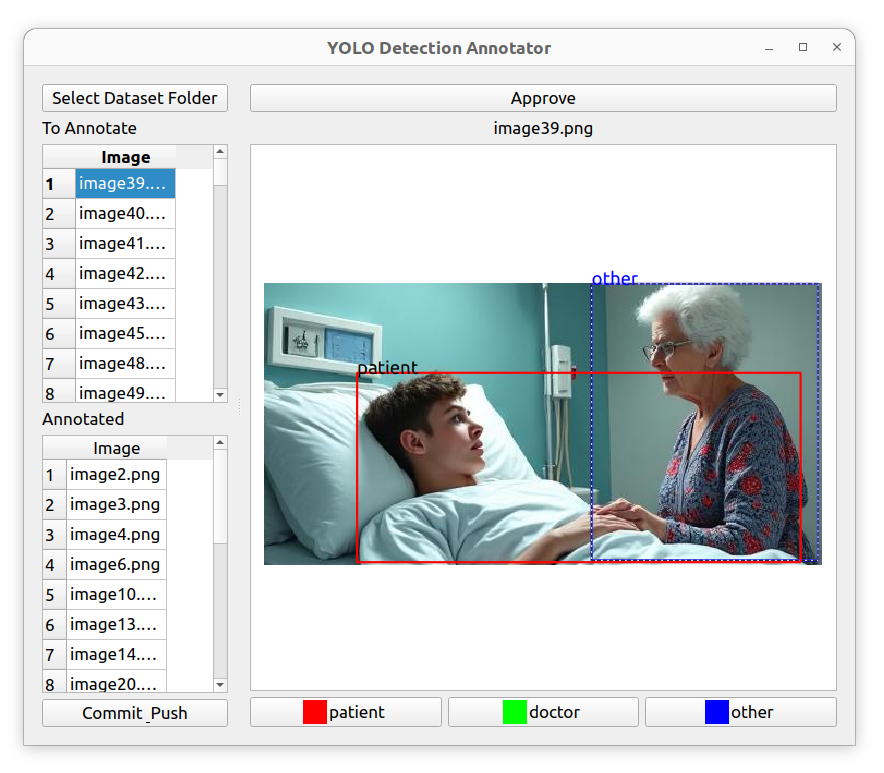 YOLO Detection Annotator
Select Dataset Folder
To Annotate
Image
1 image39....
2 image40....
3 image41....
4 image42....
5 image43....
6 image45....
7 image48....
8 image49....
Annotated
Image
1 image2.png
2 image3.png
3 image4.png
4 image6.png
5 image10....
6 image13....
7 image14....
8 image20....
Commit_Push
Approve
image39.png
other
patient
patient
doctor
other